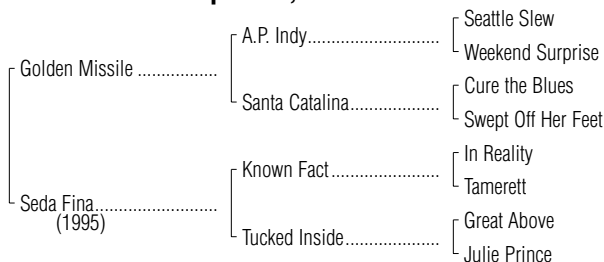 Seattle Slew
A.P. Indy........................................
Weekend Surprise
Golden Missile ........................
Cure the Blues
Santa Catalina...........................
Swept Off Her Feet
In Reality
Known Fact.................................
Tamerett
Seda Fina.....................................
(1995)
Great Above
Tucked Inside.............................
Julie Prince